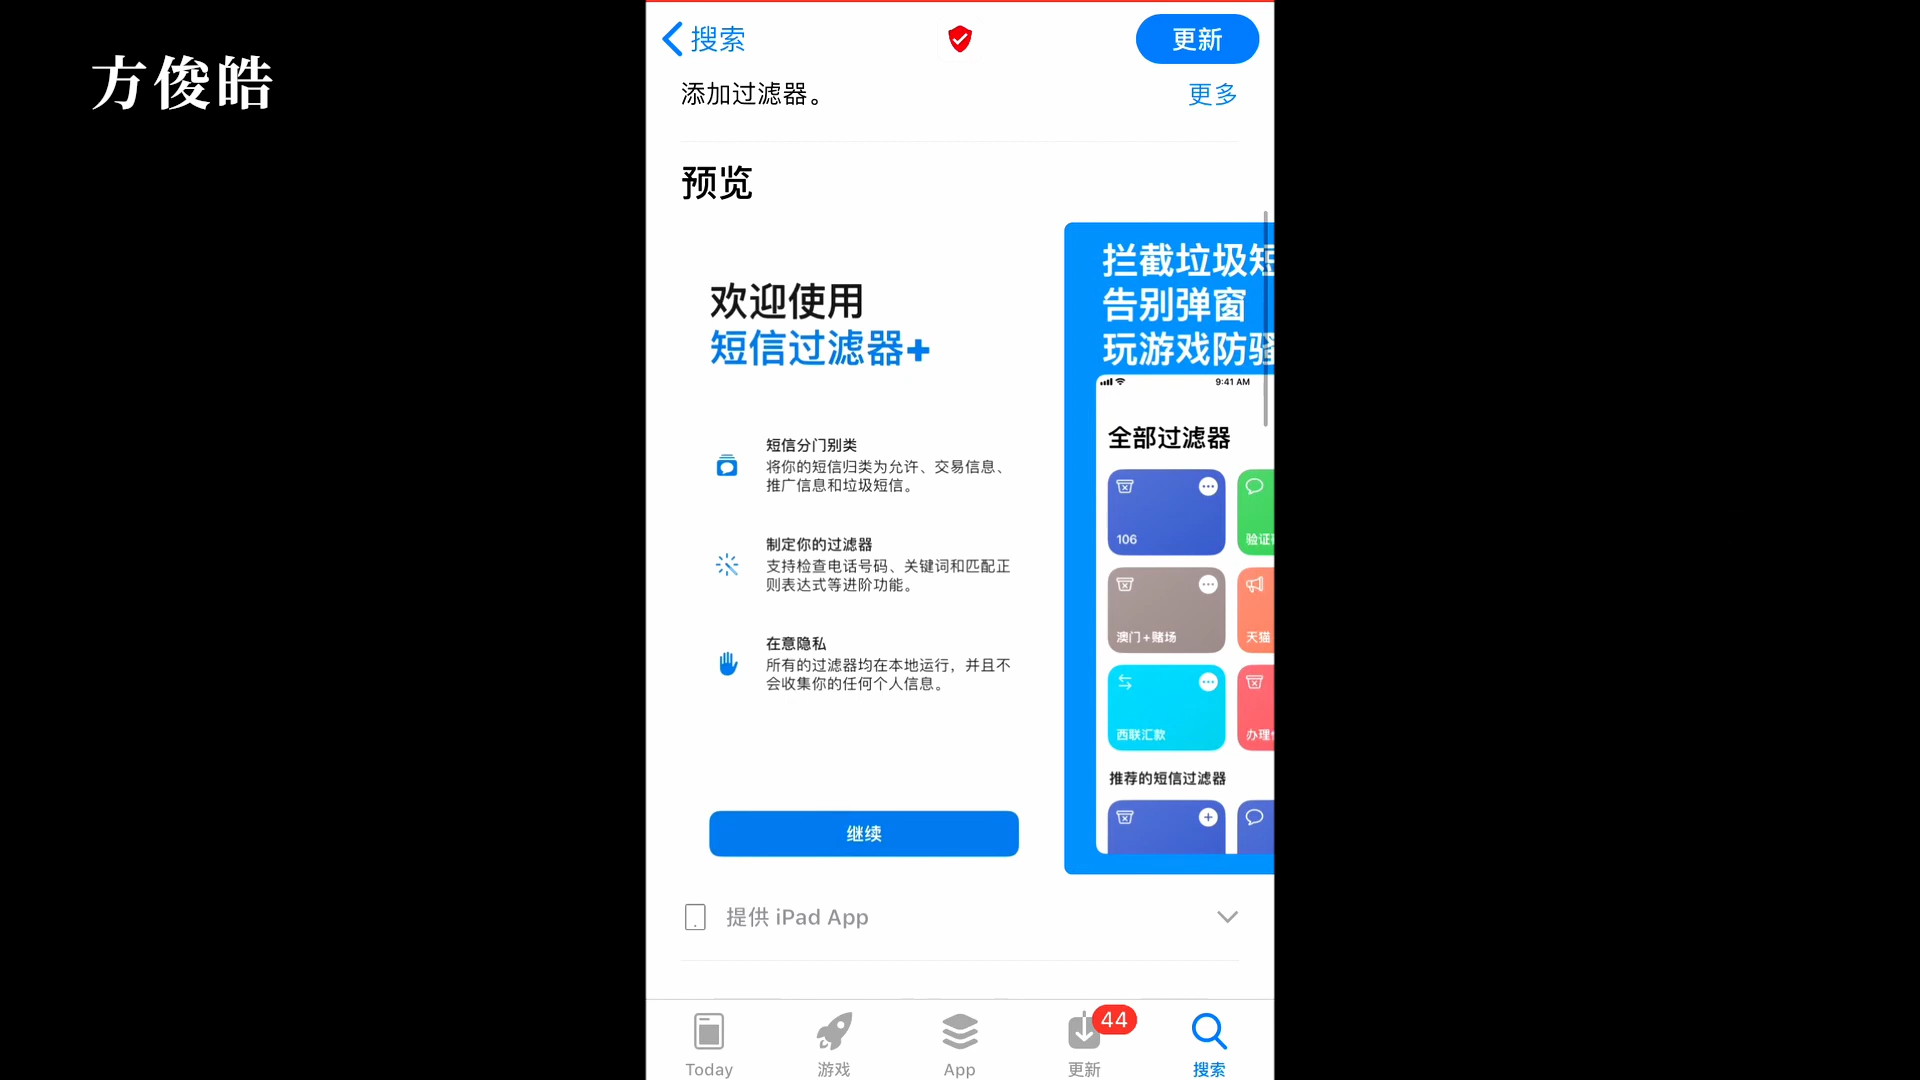 方俊皓
搜索
更新
添加过滤器。
更多
预览
欢迎使用
短信过滤器+
短信分门别类
将你的短信归类为允许、交易信息、
推广信息和垃圾短信。
制定你的过滤器
支持检查电话号码、关键词和匹配正
则表达式等进阶功能。
在意隐私
所有的过滤器均在本地运行，并且不
会收集你的任何个人信息。
继续
拦截垃圾短
告别弹窗
玩游戏防骚
9:41 AM
全部过滤器
106
验证
澳门+赌场
天猫
西联汇款
办理
推荐的短信过滤器
提供 iPad App
Today
游戏
App
44
更新
搜索